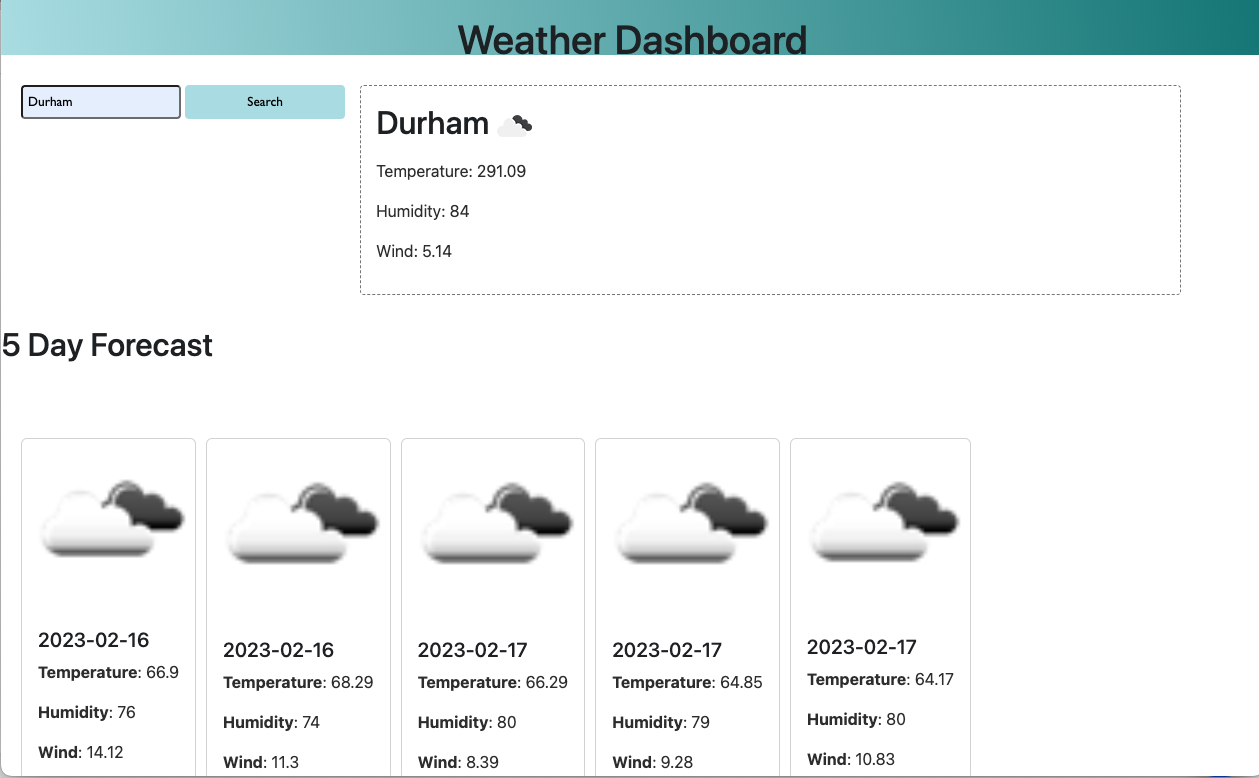 Weather Dashboard
Durham
Search
Durham
Temperature: 291.09
Humidity: 84
Wind: 5.14
5 Day Forecast
2023-02-16
Temperature: 66.9
Humidity: 76
Wind: 14.12
2023-02-16
Temperature: 68.29
Humidity: 74
Wind: 11.3
2023-02-17
Temperature: 66.29
Humidity: 80
Wind: 8.39
2023-02-17
Temperature: 64.85
Humidity: 79
Wind: 9.28
2023-02-17
Temperature: 64.17
Humidity: 80
Wind: 10.83